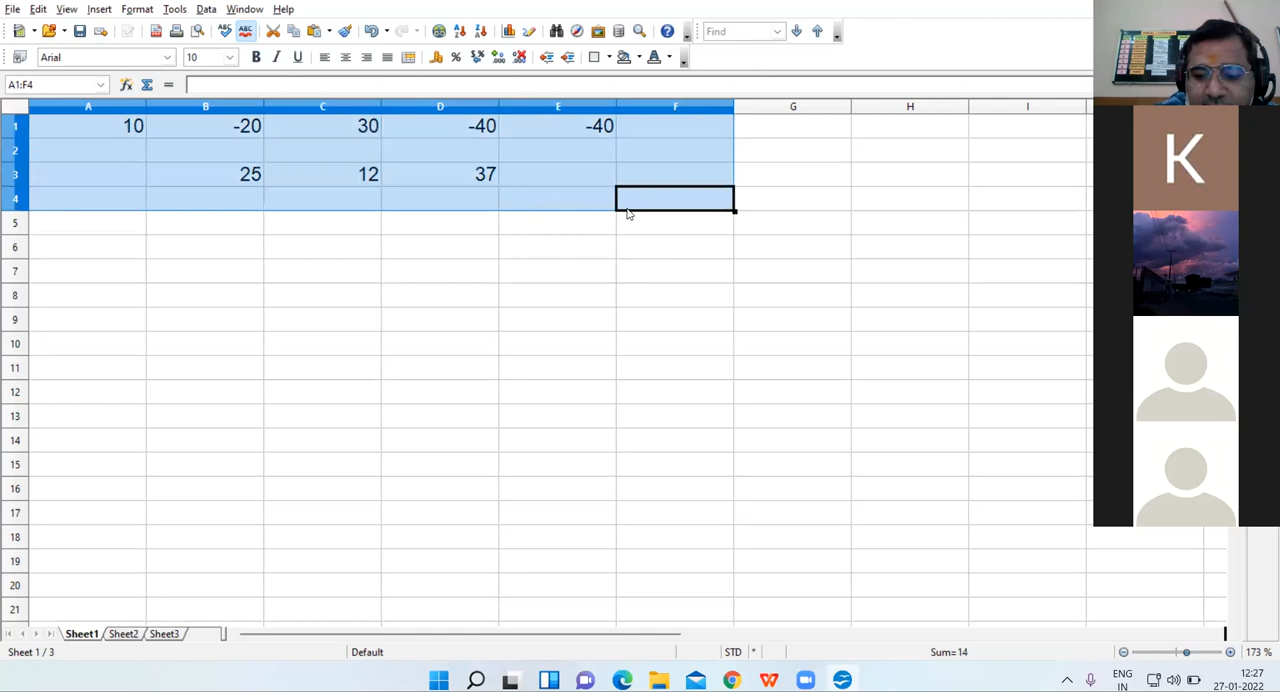 File Edit View Insert Format Tools Data Window Help
Find
Arial 10
A1:F4
A B C D E F G H I
1 10 -20 30 -40 -40
2
3 25 12 37
4
5
6
7
8
9
10
11
12
13
14
15
16
17
18
19
20
21
K
Sheet1 Sheet2 Sheet3
Sheet 1 / 3 Default STD * Sum=14 173 %
ENG 12:27
IN 27-01-2022